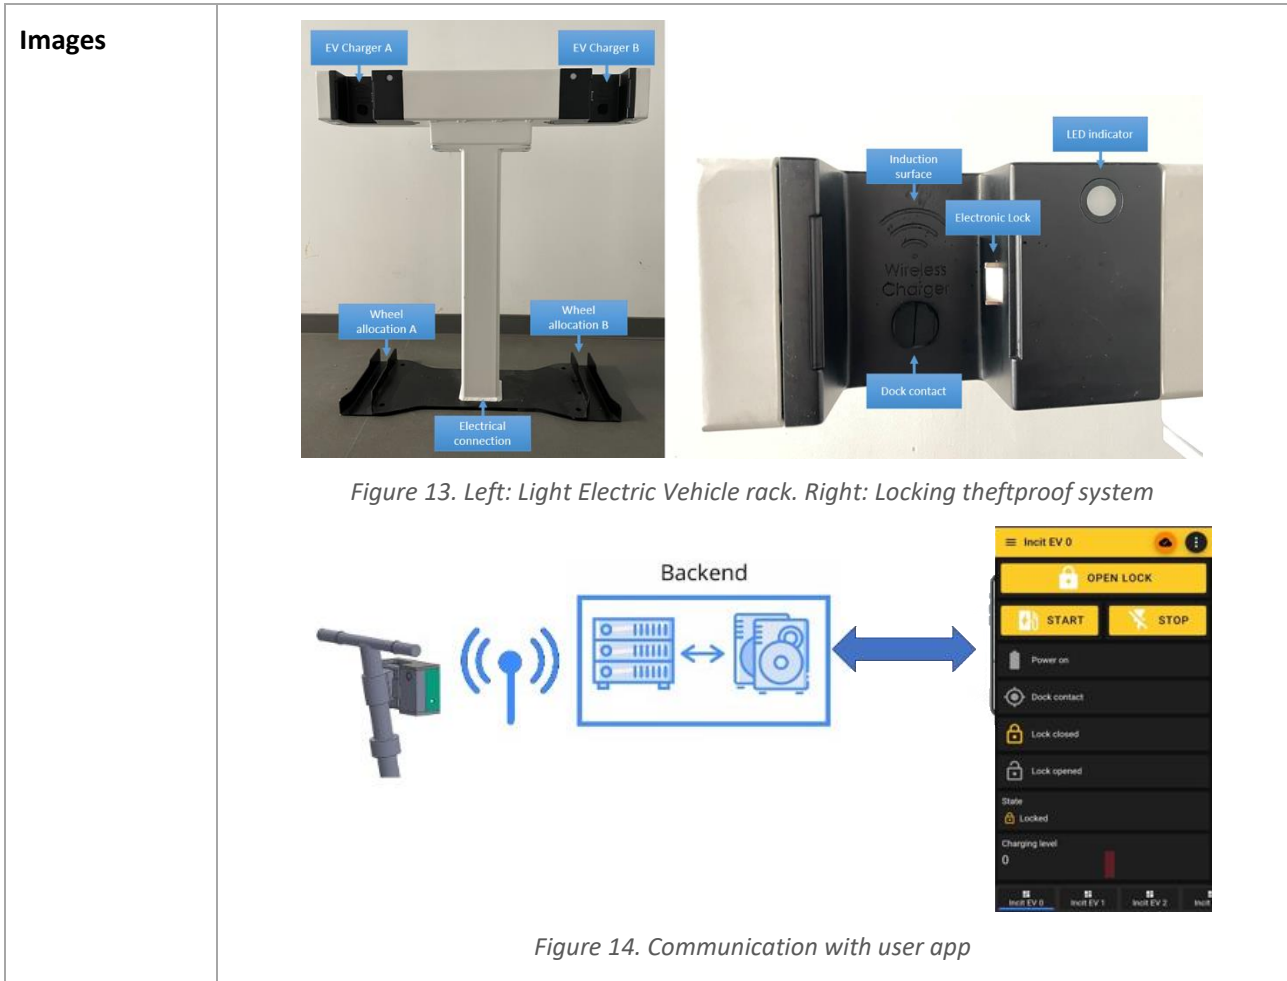 Images
EV Charger A
EV Charger B
Wheel
allocation A
Wheel
allocation B
Electrical
connection
LED indicator
Induction
surface
Electronic Lock
Wireless
Charger
Dock contact
Figure 13. Left: Light Electric Vehicle rack. Right: Locking theftproof system
Backend
Incit EV 0
OPEN LOCK
START
STOP
Power on
Dock contact
Lock closed
Lock opened
State
Locked
Charging level
0
Incit EV 0
Incit EV 1
Incit EV 2
Incit
Figure 14. Communication with user app